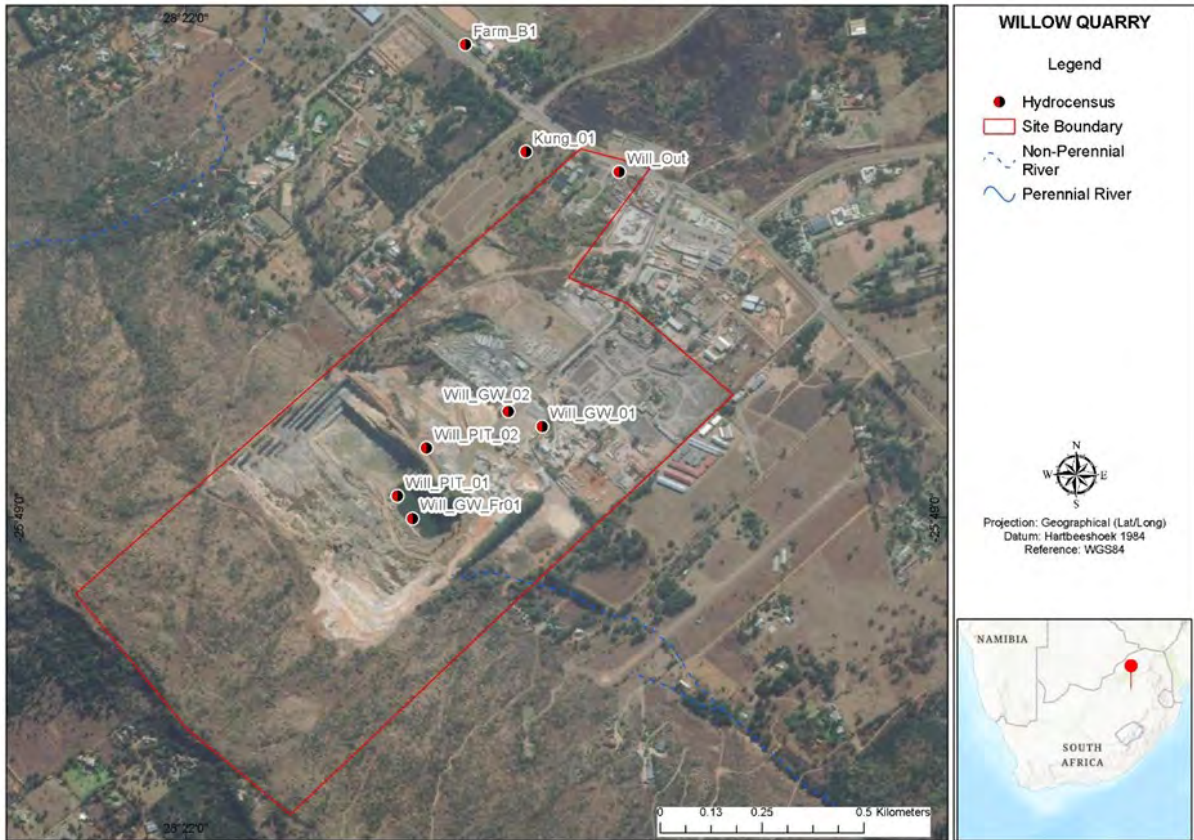 28°22'0"
Farm_B1
Kung_01
Will_Out
Will_GW_02
Will_GW_01
Will_PIT_02
Will_PIT_01
Will_GW_Fr01
-25°49'0"
-25°49'0"
28°22'0"
0 0.13 0.25 0.5 Kilometers
WILLOW QUARRY
Legend
Hydrocensus
Site Boundary
Non-Perennial
River
Perennial River
N
W E
S
Projection: Geographical (Lat/Long)
Datum: Hartbeeshoek 1984
Reference: WGS84
NAMIBIA
SOUTH
AFRICA